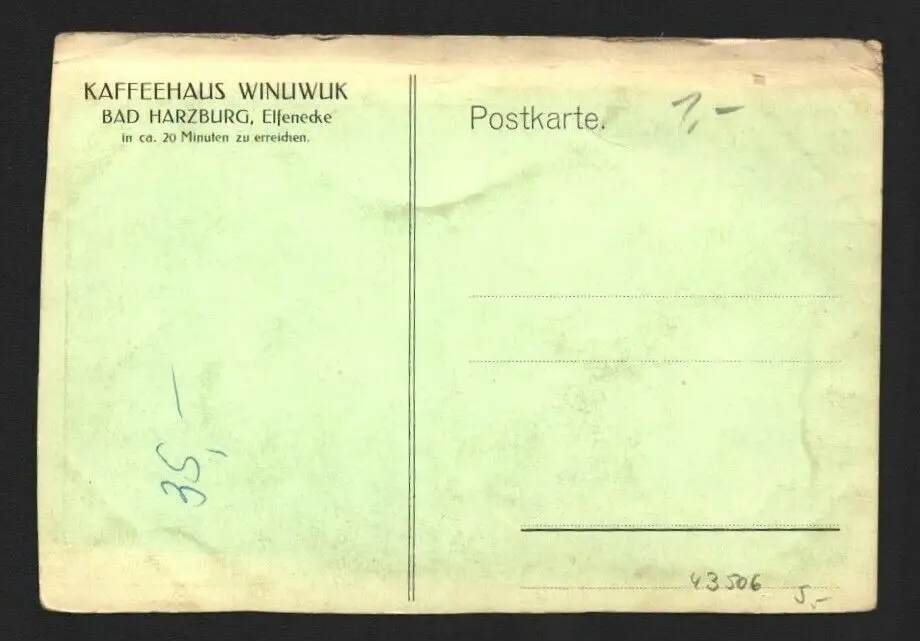 KAFFEEHAUS WINUWUK
BAD HARZBURG, Elfenecke
in ca. 20 Minuten zu erreichen.
Postkarte.
1,-
35,-
43506
5,-